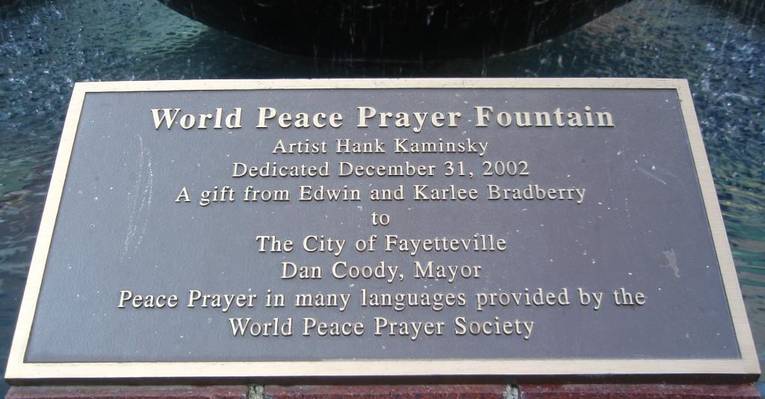 World Peace Prayer Fountain
Artist Hank Kaminsky
Dedicated December 31, 2002
A gift from Edwin and Karlee Bradberry
to
The City of Fayetteville
Dan Coody, Mayor
Peace Prayer in many languages provided by the
World Peace Prayer Society